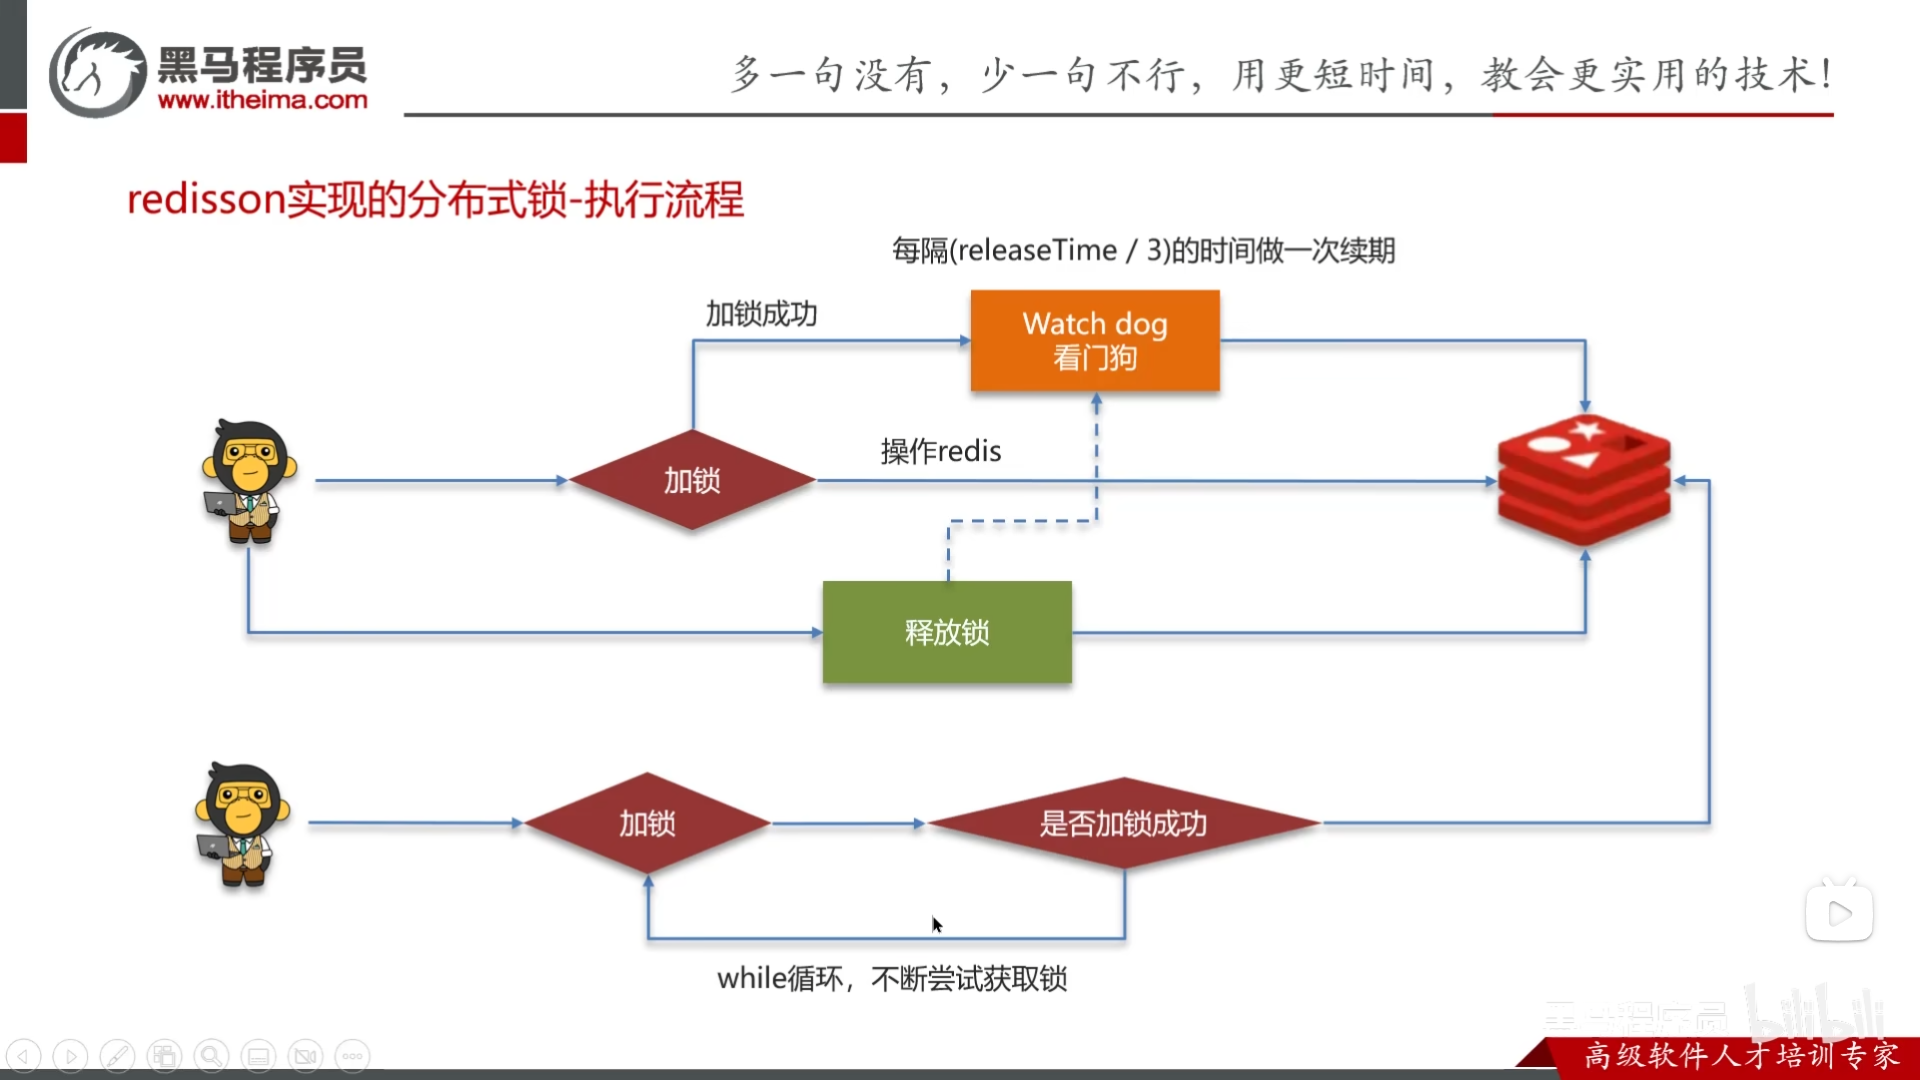 黑马程序员
www.itheima.com
多一句没有，少一句不行，用更短时间，教会更实用的技术！
redisson实现的分布式锁-执行流程
每隔(releaseTime / 3)的时间做一次续期
加锁成功
Watch dog
看门狗
操作redis
加锁
释放锁
加锁
是否加锁成功
while循环，不断尝试获取锁
黑马程序员
bilibili
高级软件人才培训专家